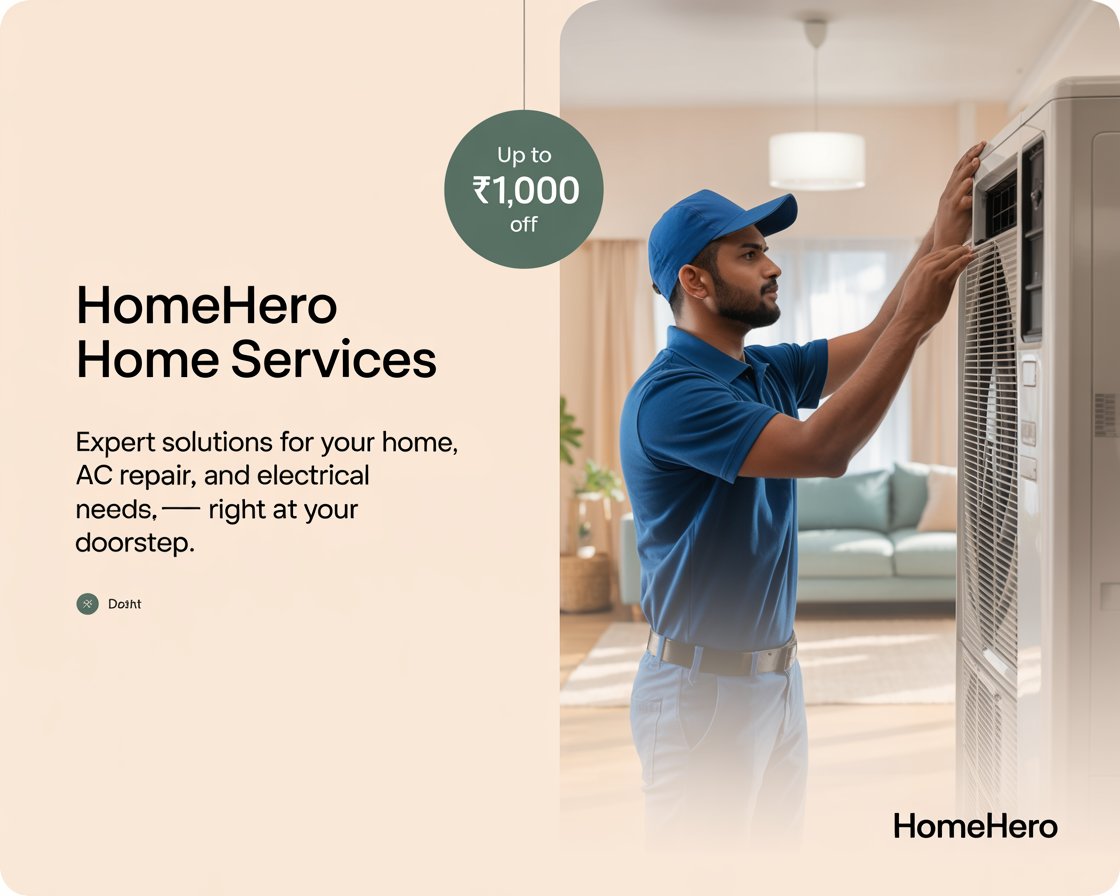 Up to
₹1,000
off
HomeHero
Home Services
Expert solutions for your home,
AC repair, and electrical
needs, — right at your
doorstep.
HomeHero